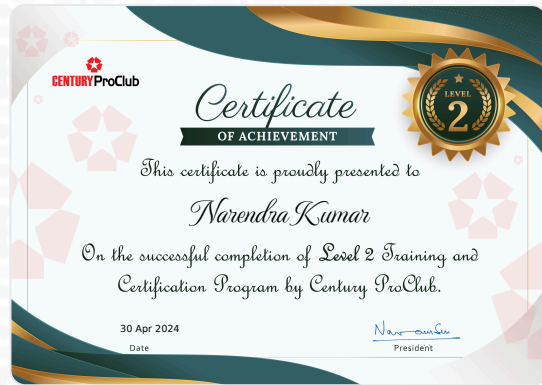 CENTURY ProClub
LEVEL
2
Certificate
OF ACHIEVEMENT
This certificate is proudly presented to
Narendra Kumar
On the successful completion of Level 2 Training and
Certification Program by Century ProClub.
30 Apr 2024
Date
President